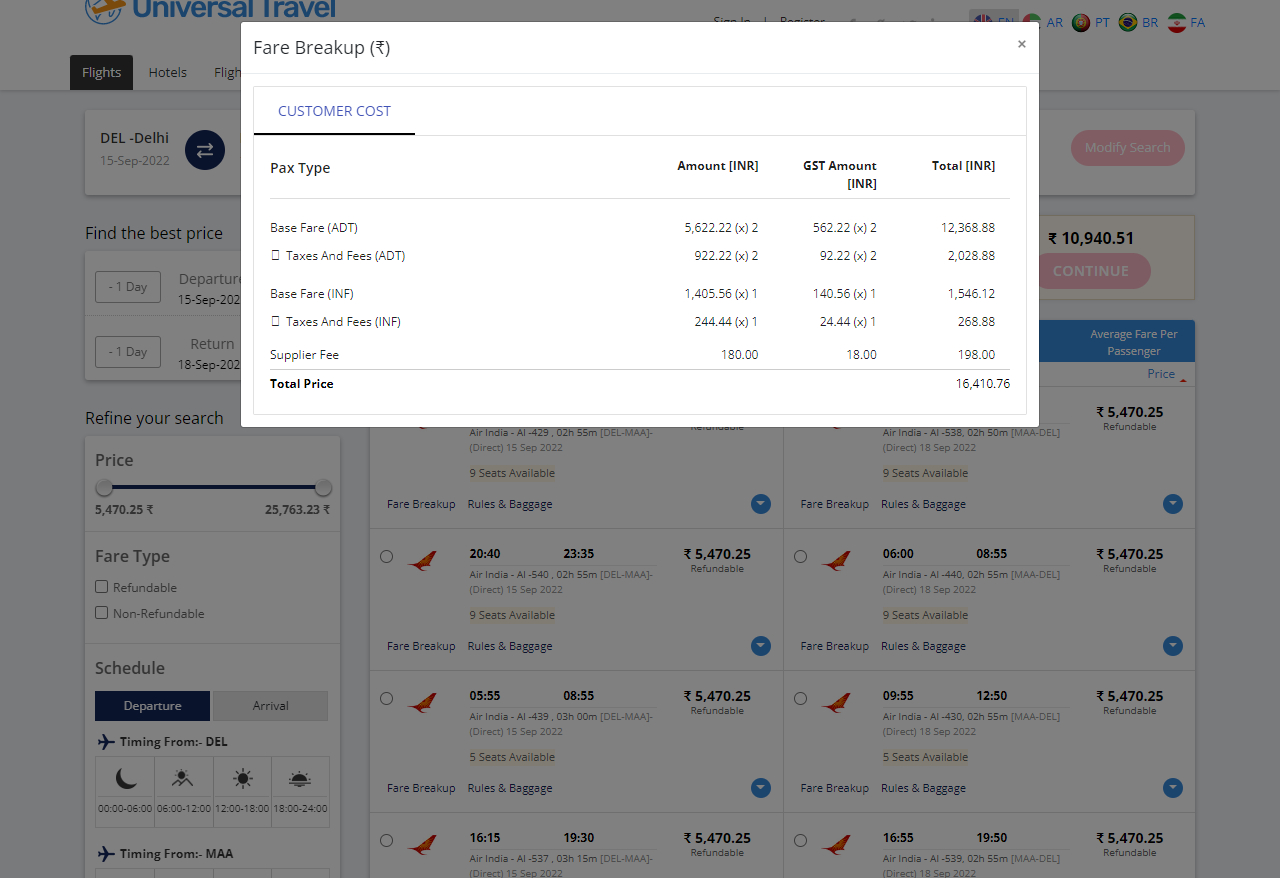 Universal Travel
Sign In | Register
EN AR PT BR FA
Flights Hotels
Fare Breakup (₹) ×
CUSTOMER COST
Pax Type Amount [INR] GST Amount [INR] Total [INR]
Base Fare (ADT) 5,622.22 (x) 2 562.22 (x) 2 12,368.88
Taxes And Fees (ADT) 922.22 (x) 2 92.22 (x) 2 2,028.88
Base Fare (INF) 1,405.56 (x) 1 140.56 (x) 1 1,546.12
Taxes And Fees (INF) 244.44 (x) 1 24.44 (x) 1 268.88
Supplier Fee 180.00 18.00 198.00
Total Price 16,410.76
DEL -Delhi
15-Sep-2022
Modify Search
Find the best price
- 1 Day Departure
15-Sep-202
- 1 Day Return
18-Sep-202
₹ 10,940.51
CONTINUE
Average Fare Per
Passenger
Price
Refine your search
Price
5,470.25 ₹ 25,763.23 ₹
Fare Type
Refundable
Non-Refundable
Schedule
Departure Arrival
Timing From:- DEL
00:00-06:00 06:00-12:00 12:00-18:00 18:00-24:00
Timing From:- MAA
Air India - AI -429 , 02h 55m [DEL-MAA]-
(Direct) 15 Sep 2022
Refundable
9 Seats Available
Fare Breakup Rules & Baggage
₹ 5,470.25
Refundable
Air India - AI -538, 02h 50m [MAA-DEL]
(Direct) 18 Sep 2022
9 Seats Available
Fare Breakup Rules & Baggage
20:40 23:35 ₹ 5,470.25
Refundable
Air India - AI -540 , 02h 55m [DEL-MAA]-
(Direct) 15 Sep 2022
9 Seats Available
Fare Breakup Rules & Baggage
06:00 08:55 ₹ 5,470.25
Refundable
Air India - AI -440, 02h 55m [MAA-DEL]
(Direct) 18 Sep 2022
9 Seats Available
Fare Breakup Rules & Baggage
05:55 08:55 ₹ 5,470.25
Refundable
Air India - AI -439 , 03h 00m [DEL-MAA]-
(Direct) 15 Sep 2022
5 Seats Available
Fare Breakup Rules & Baggage
09:55 12:50 ₹ 5,470.25
Refundable
Air India - AI -430, 02h 55m [MAA-DEL]
(Direct) 18 Sep 2022
5 Seats Available
Fare Breakup Rules & Baggage
16:15 19:30 ₹ 5,470.25
Refundable
Air India - AI -537 , 03h 15m [DEL-MAA]-
(Direct) 15 Sep 2022
16:55 19:50 ₹ 5,470.25
Refundable
Air India - AI -539, 02h 55m [MAA-DEL]
(Direct) 18 Sep 2022